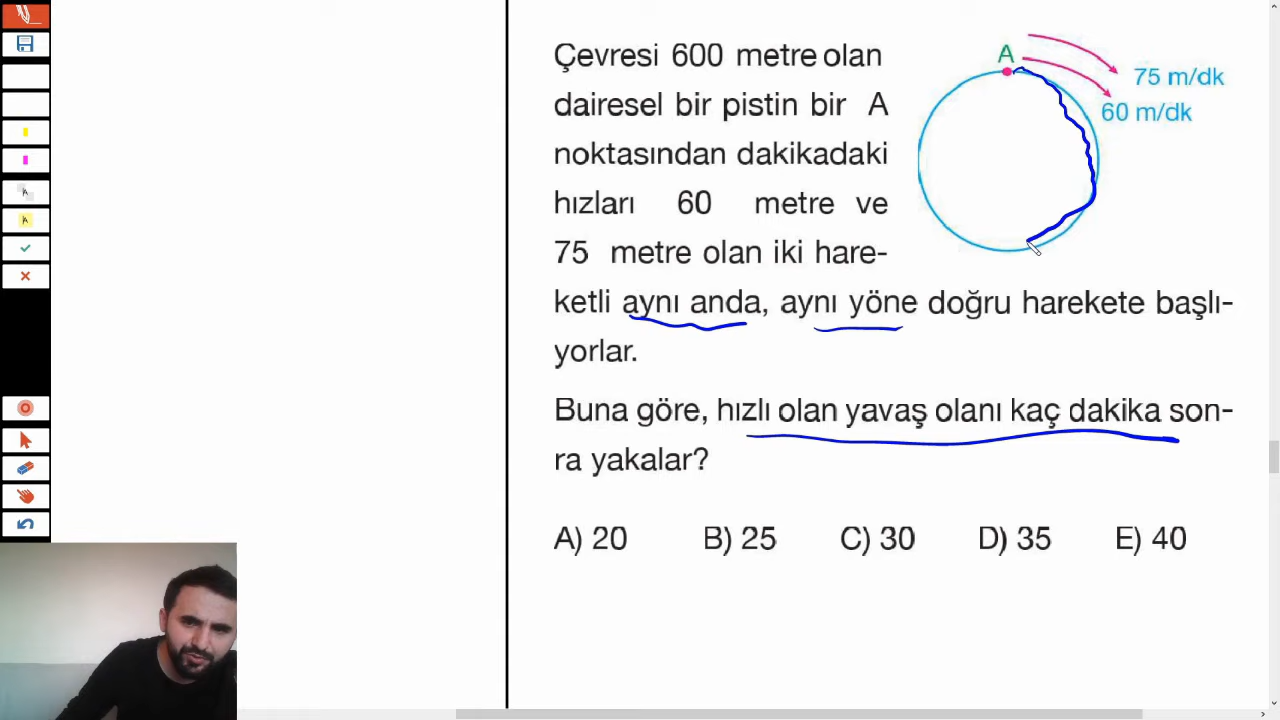 Çevresi 600 metre olan
dairesel bir pistin bir A
noktasından dakikadaki
hızları 60 metre ve
75 metre olan iki hare-
ketli aynı anda, aynı yöne doğru harekete başlı-
yorlar.
Buna göre, hızlı olan yavaş olanı kaç dakika son-
ra yakalar?
A) 20 B) 25 C) 30 D) 35 E) 40
A
75 m/dk
60 m/dk